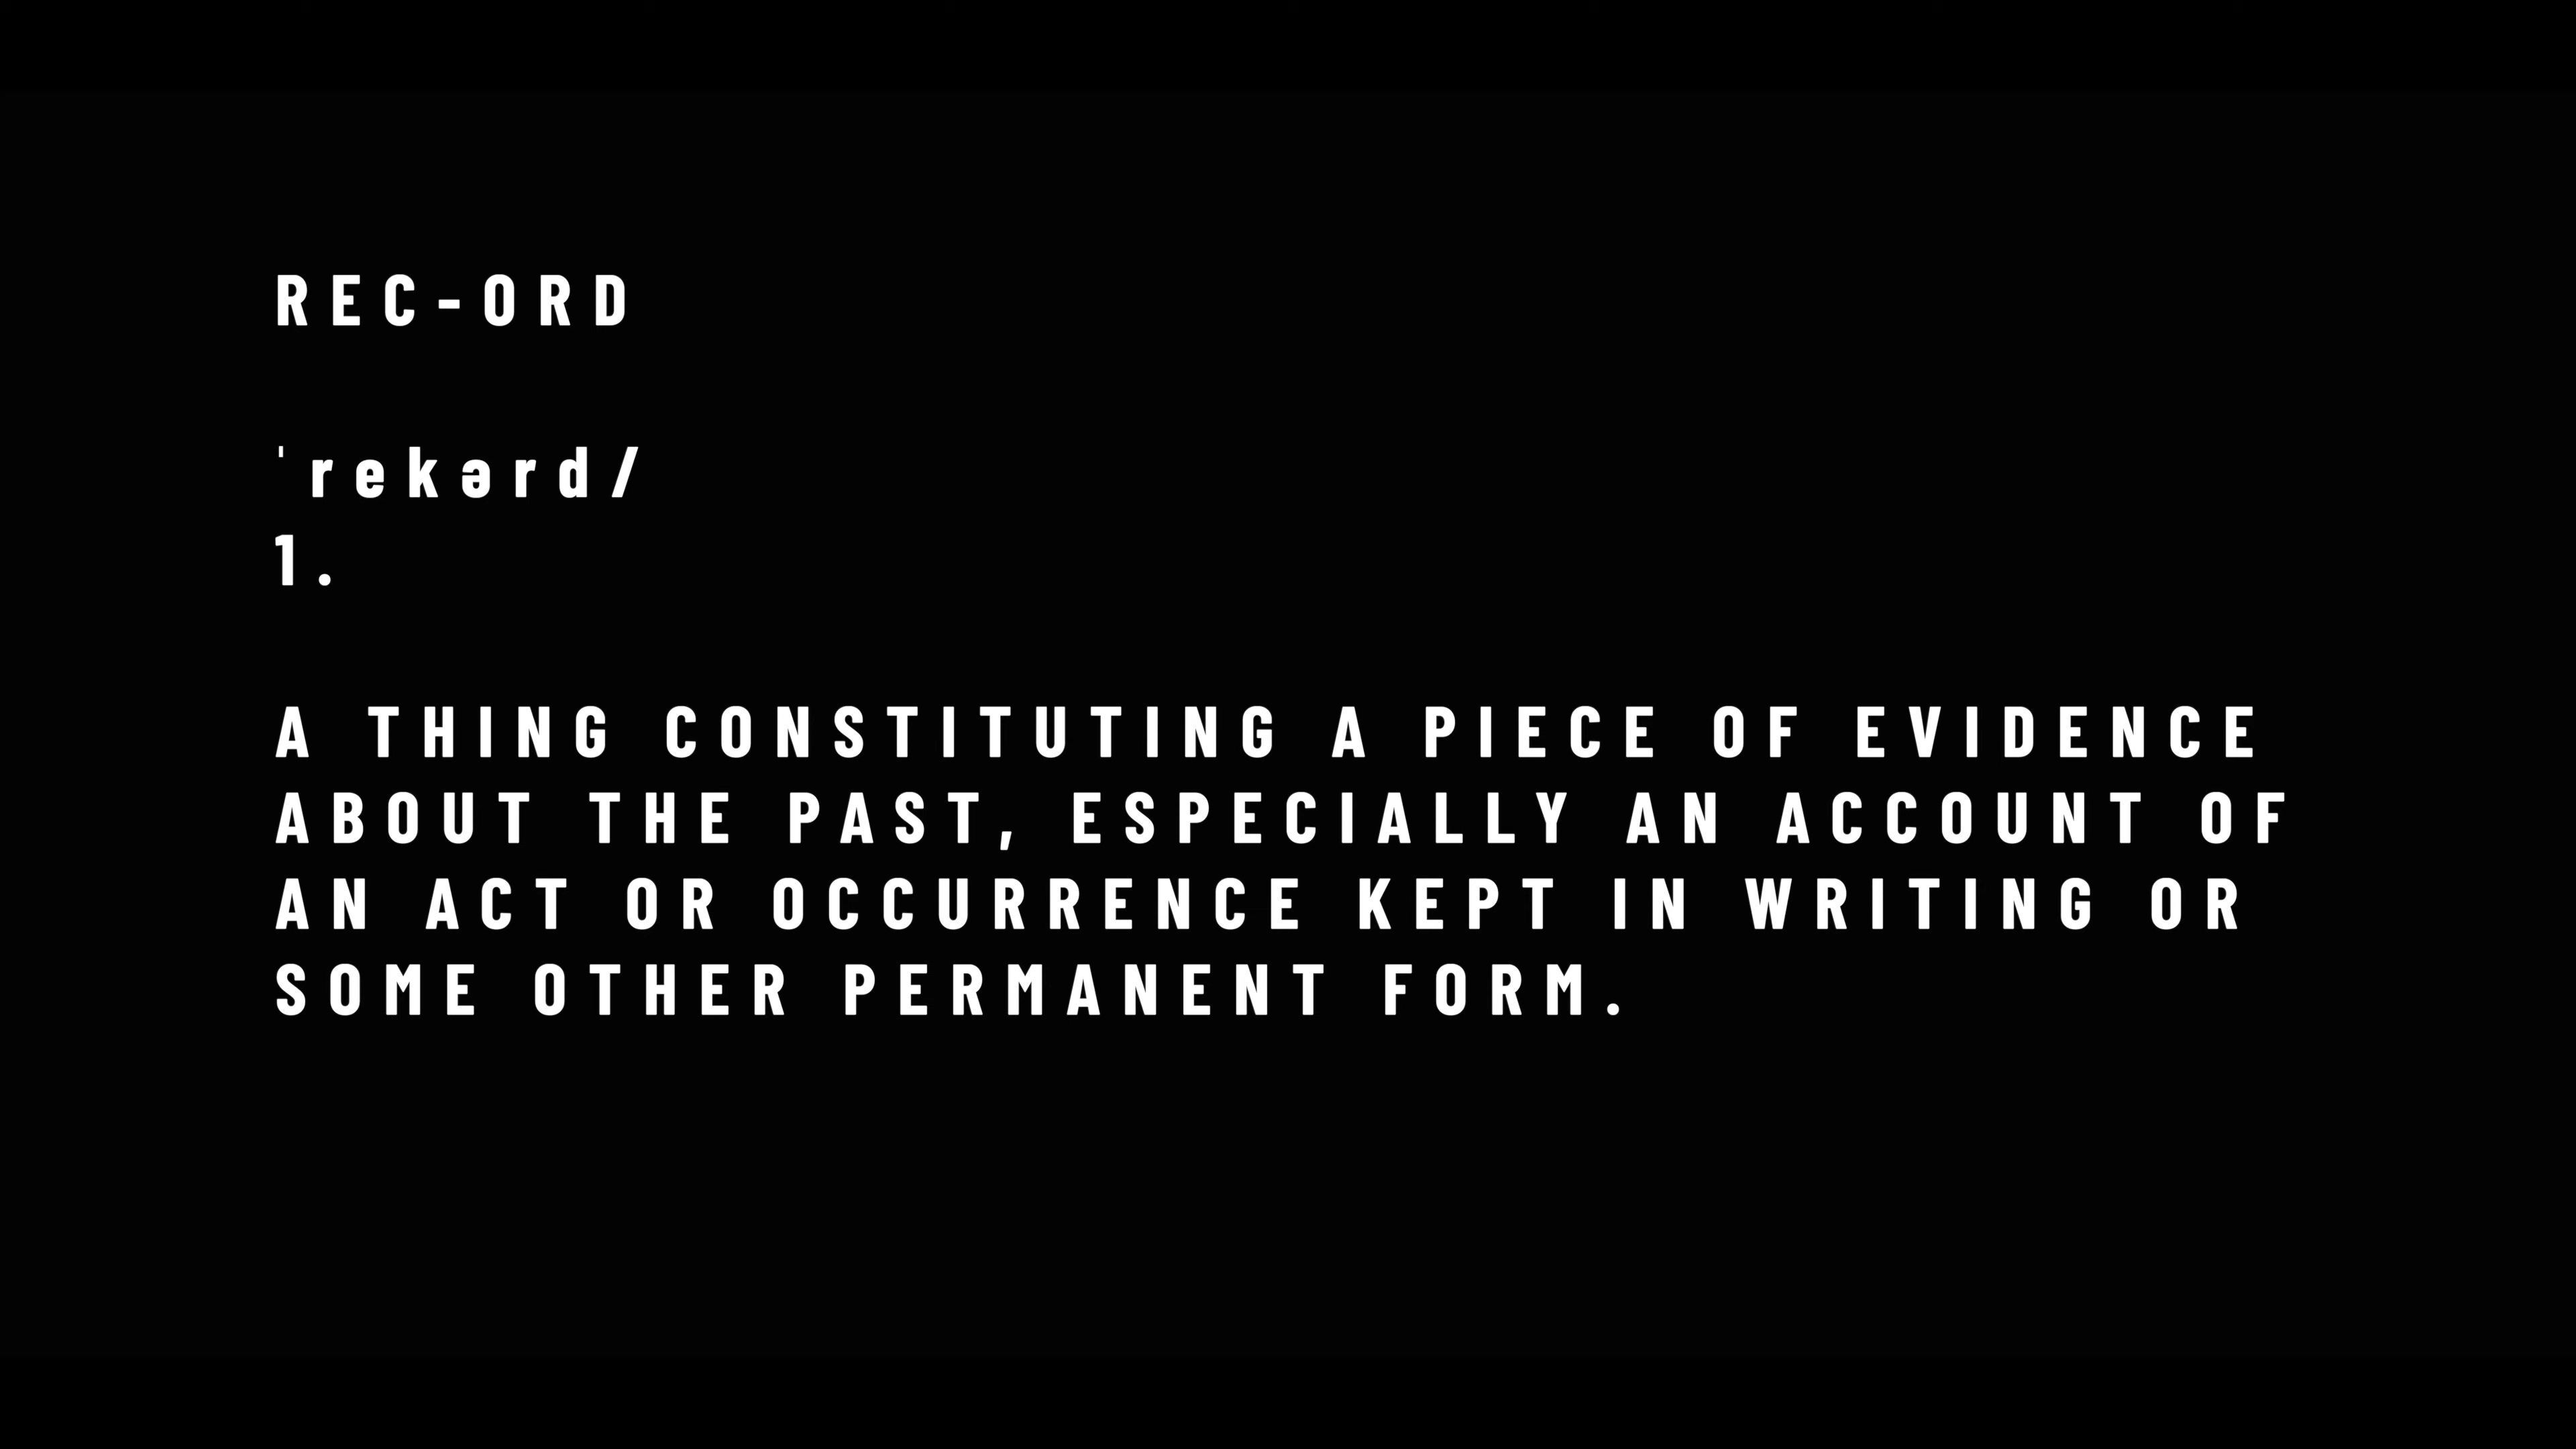 REC-ORD
ˈrekərd/
1.
A THING CONSTITUTING A PIECE OF EVIDENCE
ABOUT THE PAST, ESPECIALLY AN ACCOUNT OF
AN ACT OR OCCURRENCE KEPT IN WRITING OR
SOME OTHER PERMANENT FORM.